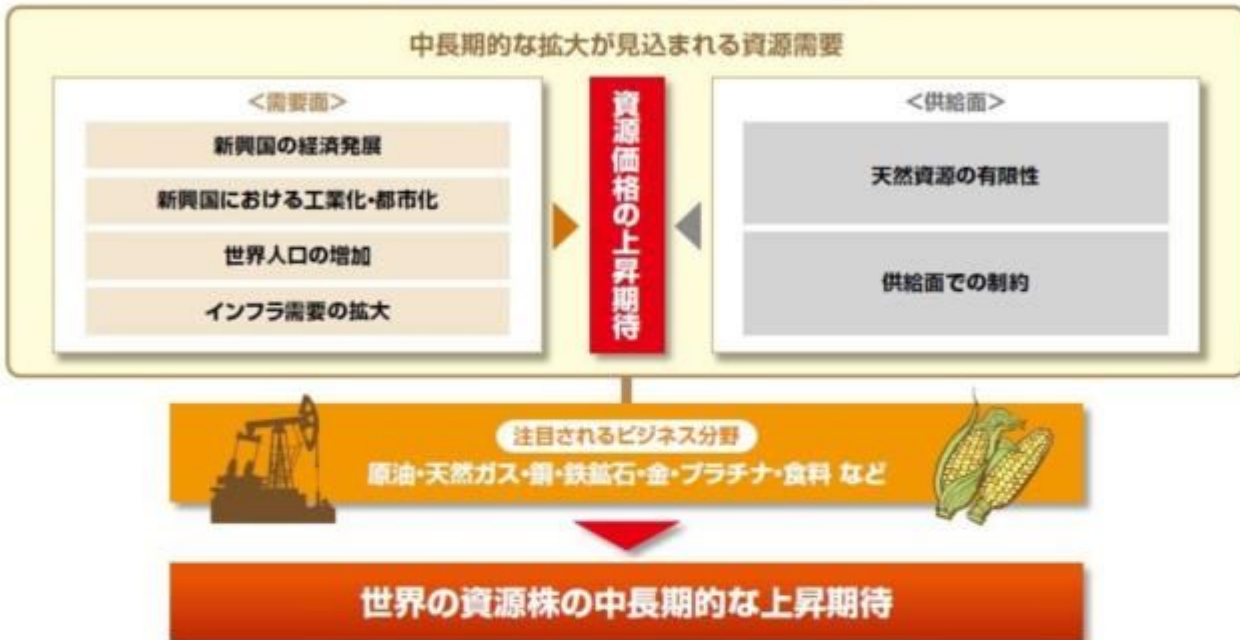 中長期的な拡大が見込まれる資源需要
＜需要面＞
新興国の経済発展
新興国における工業化・都市化
世界人口の増加
インフラ需要の拡大
資源価格の上昇期待
＜供給面＞
天然資源の有限性
供給面での制約
注目されるビジネス分野
原油・天然ガス・銅・鉄鉱石・金・プラチナ・食料 など
世界の資源株の中長期的な上昇期待